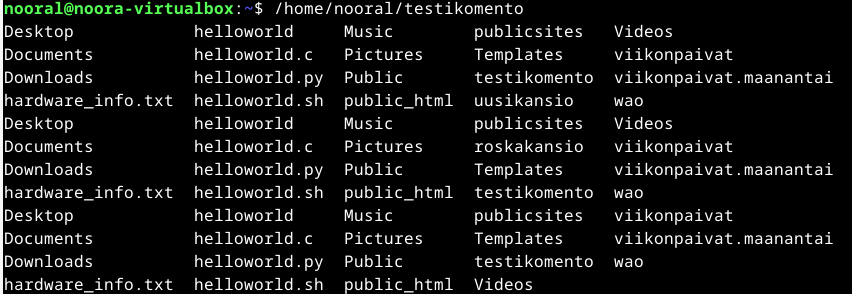 nooral@noora-virtualbox:~$ /home/nooral/testikomento
Desktop helloworld Music publicsites Videos
Documents helloworld.c Pictures Templates viikonpaivat
Downloads helloworld.py Public testikomento viikonpaivat.maanantai
hardware_info.txt helloworld.sh public_html uusikansio wao
Desktop helloworld Music publicsites Videos
Documents helloworld.c Pictures roskakansio viikonpaivat
Downloads helloworld.py Public Templates viikonpaivat.maanantai
hardware_info.txt helloworld.sh public_html testikomento wao
Desktop helloworld Music publicsites viikonpaivat
Documents helloworld.c Pictures Templates viikonpaivat.maanantai
Downloads helloworld.py Public testikomento wao
hardware_info.txt helloworld.sh public_html Videos